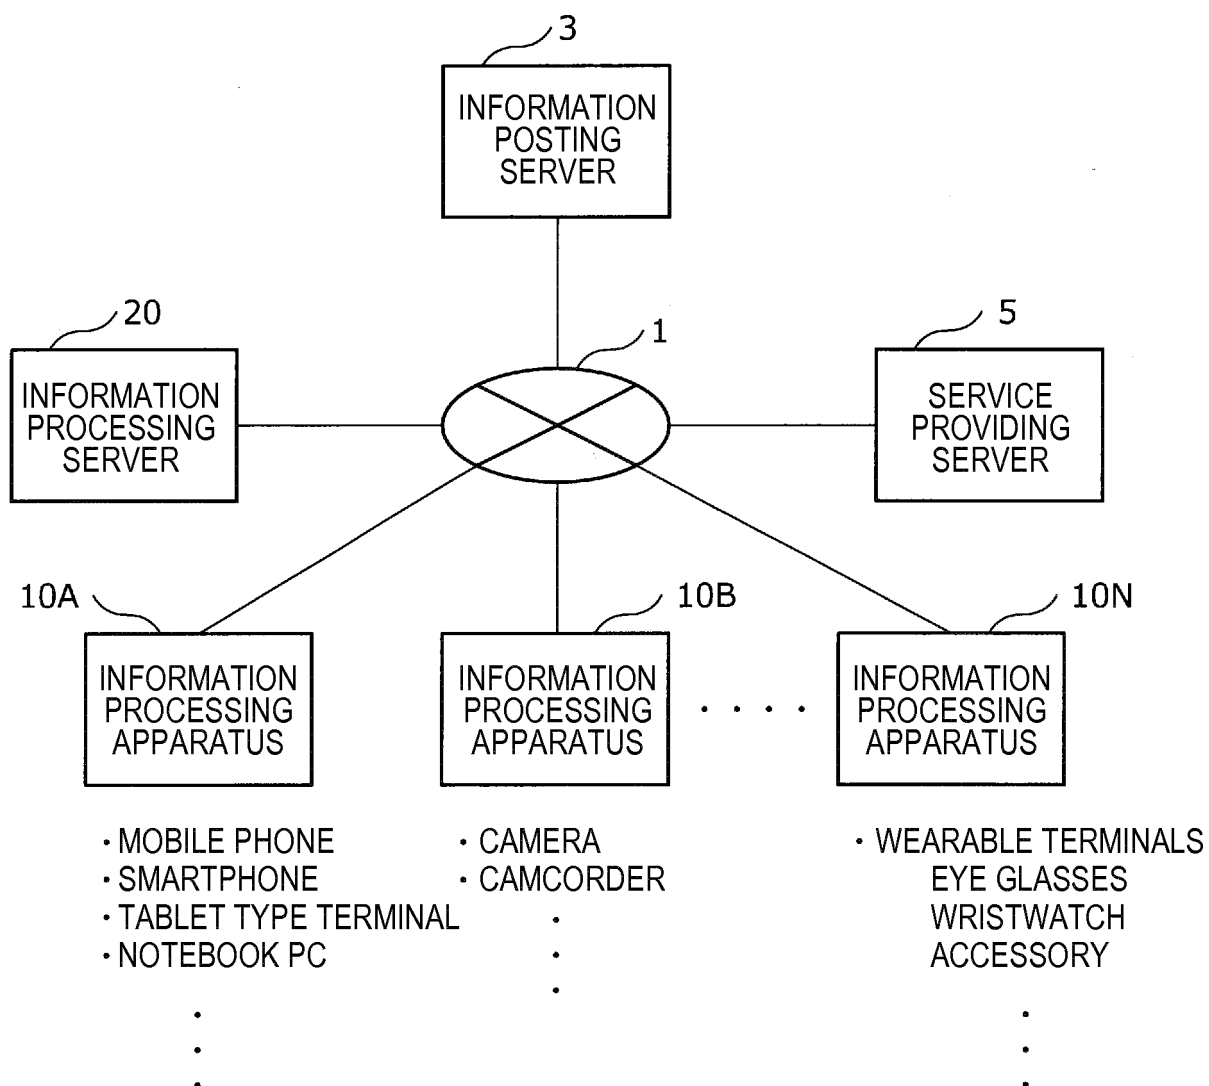 3
INFORMATION
POSTING
SERVER
20
1
5
INFORMATION
PROCESSING
SERVER
SERVICE
PROVIDING
SERVER
10A
10B
10N
INFORMATION
PROCESSING
APPARATUS
INFORMATION
PROCESSING
APPARATUS
· · · ·
INFORMATION
PROCESSING
APPARATUS
· MOBILE PHONE
· SMARTPHONE
· TABLET TYPE TERMINAL
· NOTEBOOK PC
· CAMERA
· CAMCORDER
· WEARABLE TERMINALS
EYE GLASSES
WRISTWATCH
ACCESSORY